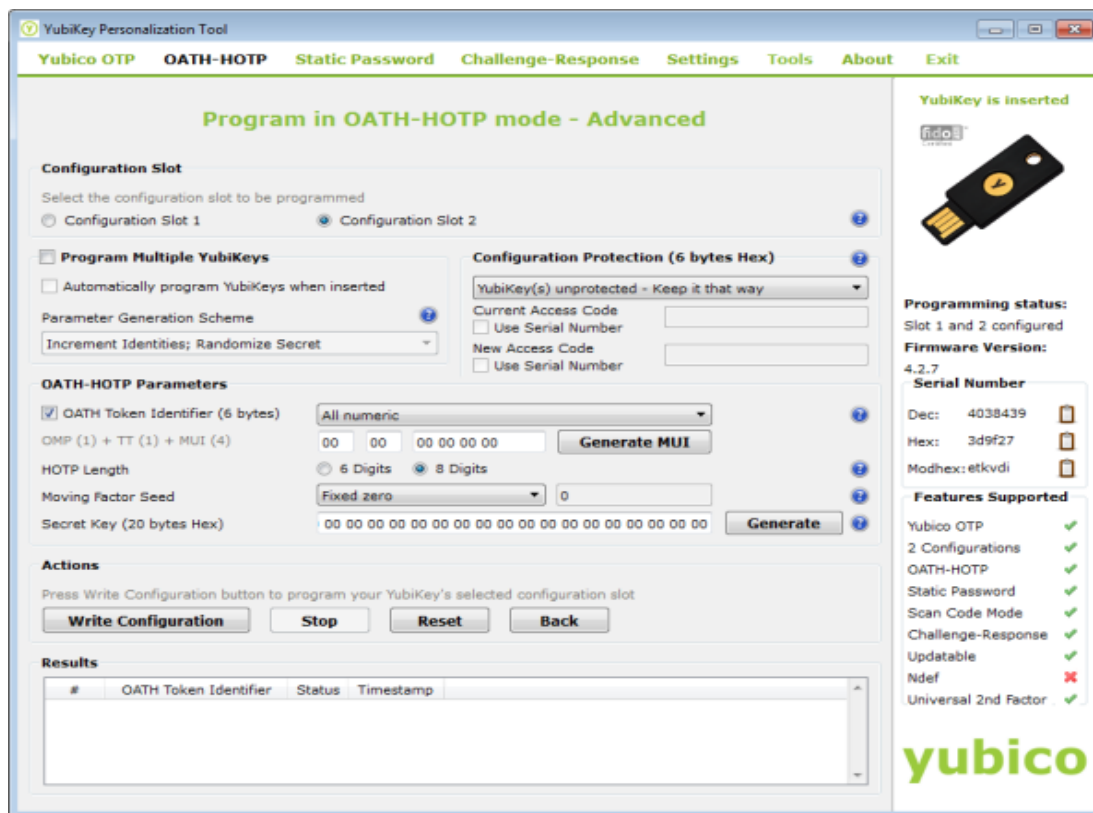 YubiKey Personalization Tool
Yubico OTP OATH-HOTP Static Password Challenge-Response Settings Tools About Exit
Program in OATH-HOTP mode - Advanced
Configuration Slot
Select the configuration slot to be programmed
Configuration Slot 1 Configuration Slot 2
Program Multiple YubiKeys
Automatically program YubiKeys when inserted
Parameter Generation Scheme
Increment Identities; Randomize Secret
Configuration Protection (6 bytes Hex)
YubiKey(s) unprotected - Keep it that way
Current Access Code
Use Serial Number
New Access Code
Use Serial Number
OATH-HOTP Parameters
OATH Token Identifier (6 bytes) All numeric
OMP (1) + TT (1) + MUI (4) 00 00 00 00 00 00 Generate MUI
HOTP Length 6 Digits 8 Digits
Moving Factor Seed Fixed zero 0
Secret Key (20 bytes Hex) 00 00 00 00 00 00 00 00 00 00 00 00 00 00 00 00 00 00 Generate
Actions
Press Write Configuration button to program your YubiKey's selected configuration slot
Write Configuration Stop Reset Back
Results
# OATH Token Identifier Status Timestamp
YubiKey is inserted
fido
Programming status:
Slot 1 and 2 configured
Firmware Version:
4.2.7
Serial Number
Dec: 4038439
Hex: 3d9f27
Modhex: etkvdi
Features Supported
Yubico OTP
2 Configurations
OATH-HOTP
Static Password
Scan Code Mode
Challenge-Response
Updatable
Ndef
Universal 2nd Factor
yubico